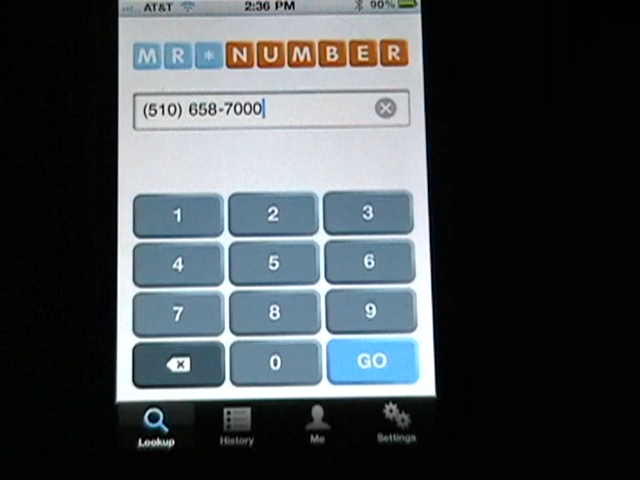 AT&T 2:36 PM 90%
MR*NUMBER
(510) 658-7000
1 2 3
4 5 6
7 8 9
0 GO
Lookup History Me Settings